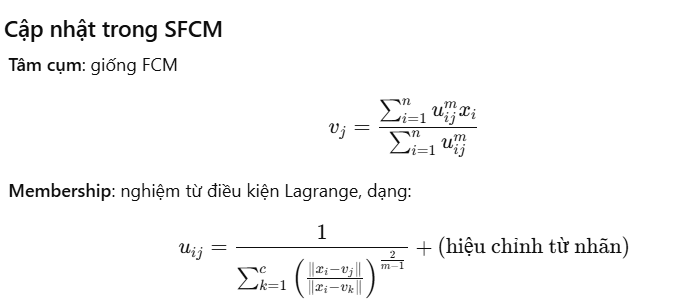 Cập nhật trong SFCM
Tâm cụm: giống FCM
v_j = \frac{\sum_{i=1}^{n} u_{ij}^{m} x_i}{\sum_{i=1}^{n} u_{ij}^{m}}
Membership: nghiệm từ điều kiện Lagrange, dạng:
u_{ij} = \frac{1}{\sum_{k=1}^{c} \left( \frac{\|x_i - v_j\|}{\|x_i - v_k\|} \right)^{\frac{2}{m-1}}} + (hiệu chỉnh từ nhãn)